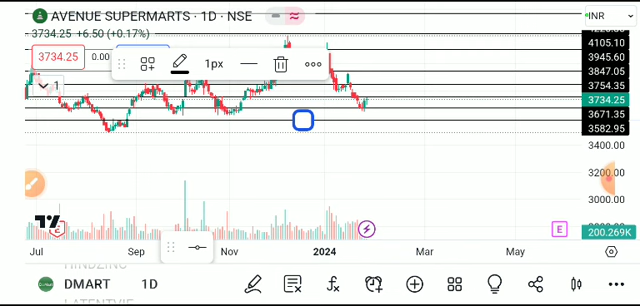 AVENUE SUPERMARTS · 1D · NSE
3734.25 +6.50 (+0.17%)
3734.25 0.00
1px
1
INR
4105.10
3945.60
3847.05
3754.35
3734.25
3671.35
3582.95
3400.00
3200.00
3000.00
200.269K
E
E
Jul Sep Nov 2024 Mar May
DMART 1D